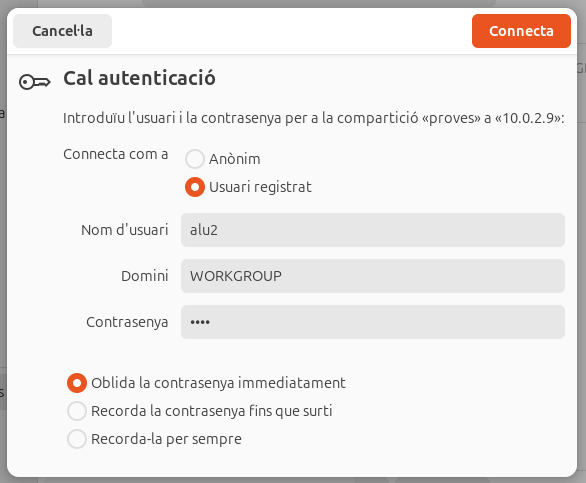 Cancel·la
Connecta
Cal autenticació
Introduïu l'usuari i la contrasenya per a la compartició «proves» a «10.0.2.9»:
Connecta com a
Anònim
Usuari registrat
Nom d'usuari
alu2
Domini
WORKGROUP
Contrasenya
••••
Oblida la contrasenya immediatament
Recorda la contrasenya fins que surti
Recorda-la per sempre